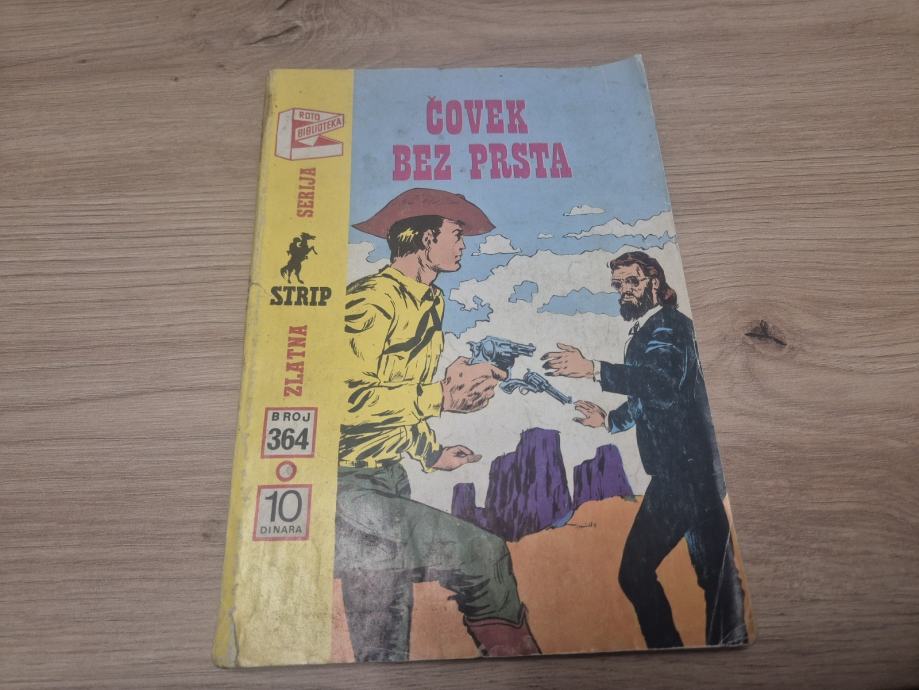 ČOVEK
BEZ PRSTA
ROTO
BIBLIOTEKA
ZLATNA
STRIP
SERIJA
BROJ
364
10
DINARA